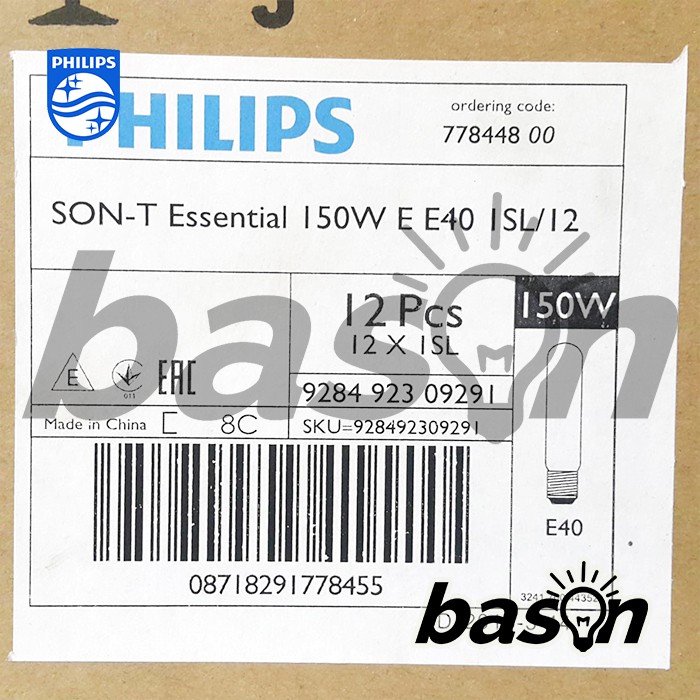 PHILIPS
PHILIPS
ordering code:
778448 00
SON-T Essential 150W E E40 1SL/12
bason
12 Pcs
12 X 1SL
150W
E
011
EAC
9284 923 09291
Made in China E 8C
SKU=928492309291
E40
08718291778455
bason